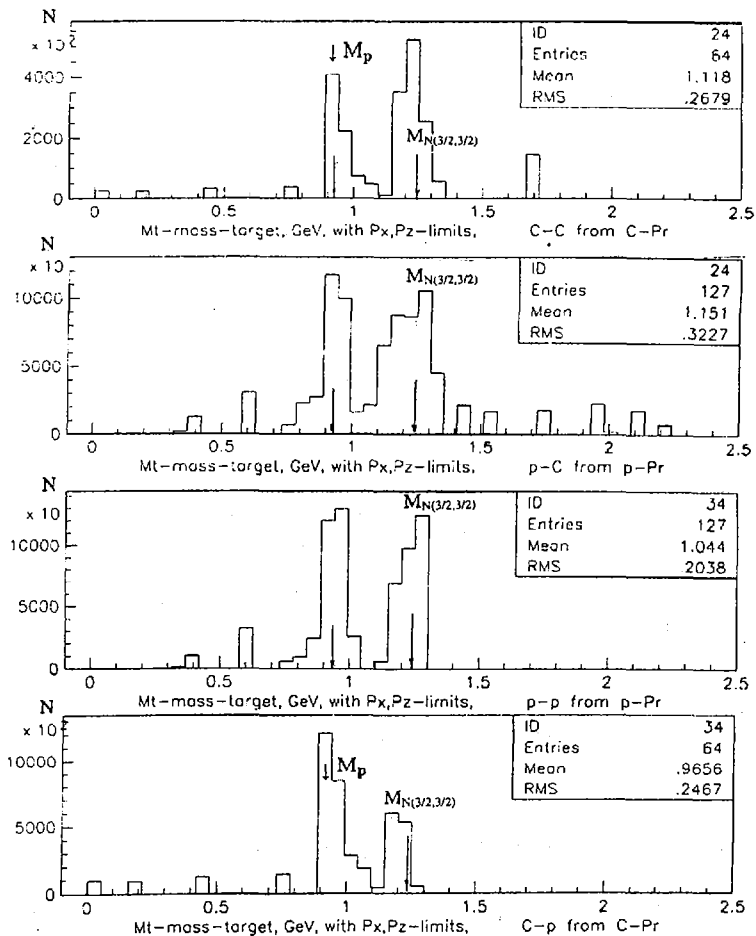 N
x 10²
ID 24
Entries 64
Mean 1.118
RMS .2679
↓ Mp
MN(3/2,3/2)
4000
2000
0
0 0.5 1 1.5 2 2.5
Mt-mass-target, GeV, with Px,Pz-limits, C-C from C-Pr
N
x 10
ID 24
Entries 127
Mean 1.151
RMS .3227
MN(3/2,3/2)
10000
5000
0
0 0.5 1 1.5 2 2.5
Mt-mass-target, GeV, with Px,Pz-limits, p-C from p-Pr
N
x 10
ID 34
Entries 127
Mean 1.044
RMS 2038
MN(3/2,3/2)
10000
5000
0
0 0.5 1 1.5 2 2.5
Mt-mass-target, GeV, with Px,Pz-limits, p-p from p-Pr
N
x 10
ID 34
Entries 64
Mean .9656
RMS .2467
↓ Mp
MN(3/2,3/2)
10000
5000
0
0 0.5 1 1.5 2 2.5
Mt-mass-target, GeV, with Px,Pz-limits, C-p from C-Pr